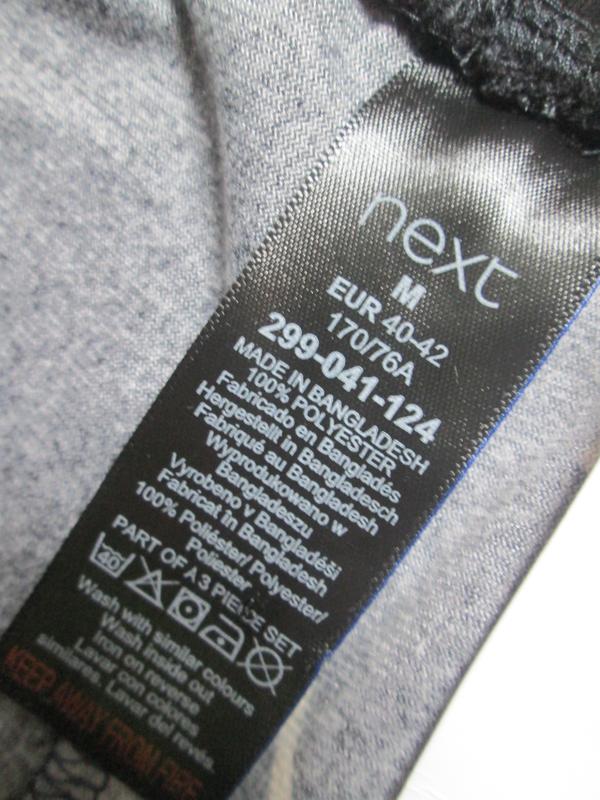 next
M
EUR 40-42
170/76A
299-041-124
MADE IN BANGLADESH
100% POLYESTER
Fabricado en Bangladés
Hergestellt in Bangladesch
Fabriqué au Bangladesh
Wyprodukowano w
Bangladeszu
Vyrobeno v Bangladéši
Fabricat în Bangladesh
100% Poliéster/ Polyester/
Poliester
PART OF A 3 PIECE SET
40
Wash with similar colours
Wash inside out
Iron on reverse
Lavar con colores
similares. Lavar del revés.
KEEP AWAY FROM FIRE